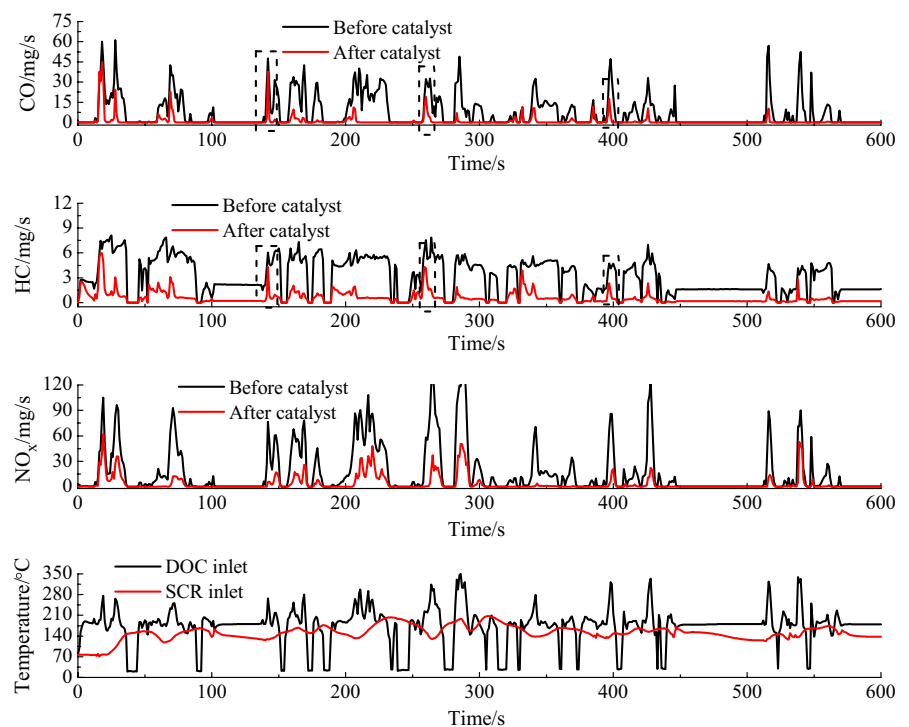 Before catalyst
After catalyst
CO/mg/s
75
60
45
30
15
0
0 100 200 300 400 500 600
Time/s
Before catalyst
After catalyst
HC/mg/s
12
9
6
3
0
0 100 200 300 400 500 600
Time/s
Before catalyst
After catalyst
NOx/mg/s
120
90
60
30
0
0 100 200 300 400 500 600
Time/s
DOC inlet
SCR inlet
Temperature/°C
350
280
210
140
70
0
0 100 200 300 400 500 600
Time/s